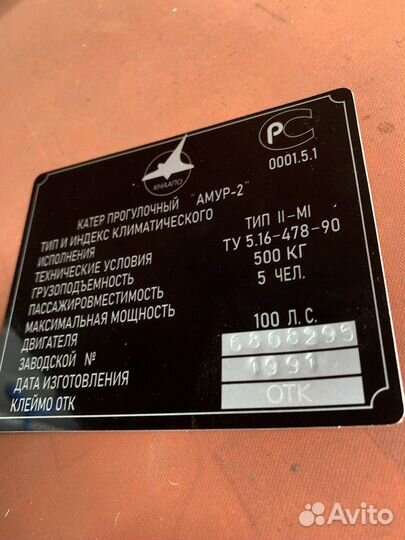 КНААПО
РС
0001.5.1
КАТЕР ПРОГУЛОЧНЫЙ "АМУР-2"
ТИП И ИНДЕКС КЛИМАТИЧЕСКОГО
ИСПОЛНЕНИЯ ТИП II-MI
ТЕХНИЧЕСКИЕ УСЛОВИЯ ТУ 5.16-478-90
ГРУЗОПОДЪЕМНОСТЬ 500 КГ
ПАССАЖИРОВМЕСТИМОСТЬ 5 ЧЕЛ.
МАКСИМАЛЬНАЯ МОЩНОСТЬ
ДВИГАТЕЛЯ 100 Л.С.
ЗАВОДСКОЙ № 6808295
ДАТА ИЗГОТОВЛЕНИЯ 1991
КЛЕЙМО ОТК ОТК
Avito